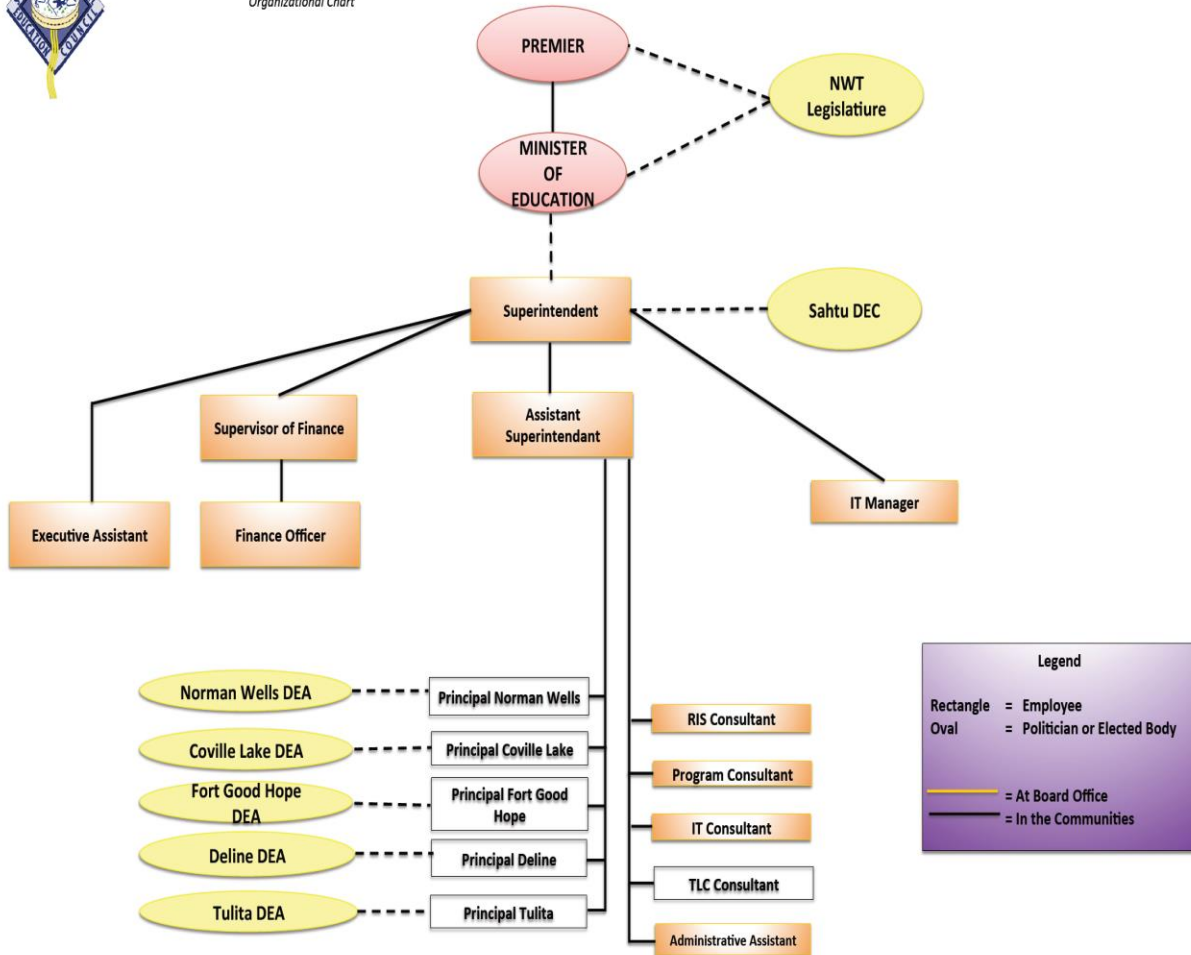 EDUCATION COUNCIL
Organizational Chart
PREMIER
NWT
Legislatiure
MINISTER
OF
EDUCATION
Superintendent
Sahtu DEC
Supervisor of Finance
Assistant
Superintendant
Executive Assistant
Finance Officer
IT Manager
Norman Wells DEA
Principal Norman Wells
Coville Lake DEA
Principal Coville Lake
Fort Good Hope
DEA
Principal Fort Good
Hope
Deline DEA
Principal Deline
Tulita DEA
Principal Tulita
RIS Consultant
Program Consultant
IT Consultant
TLC Consultant
Administrative Assistant
Legend
Rectangle = Employee
Oval = Politician or Elected Body
= At Board Office
= In the Communities